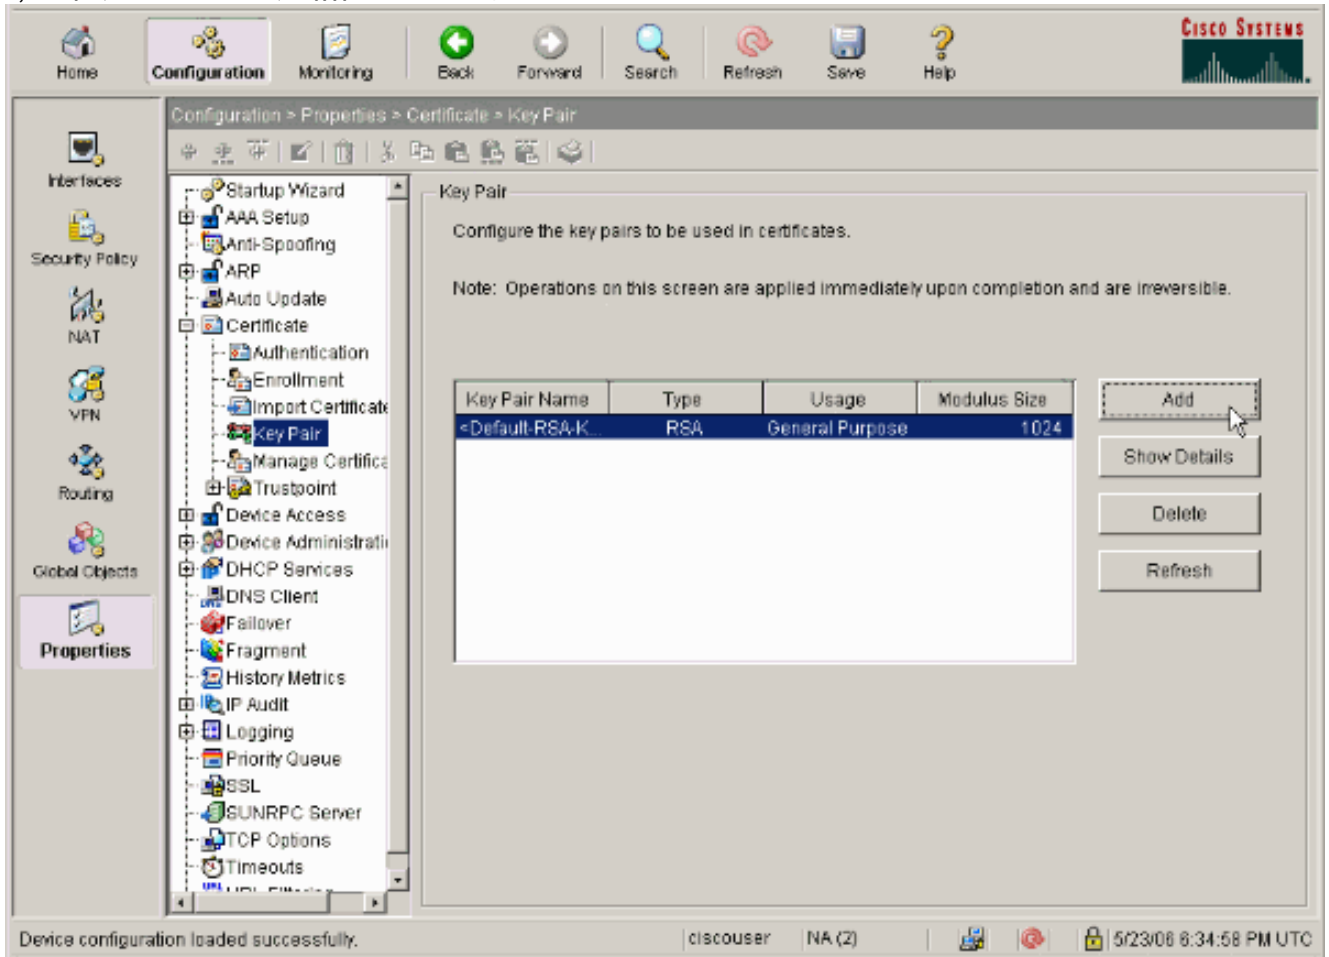 CISCO SYSTEMS
Home
Configuration
Monitoring
Back
Forward
Search
Refresh
Save
Help
Configuration > Properties > Certificate > Key Pair
Interfaces
Security Policy
NAT
VPN
Routing
Global Objects
Properties
Startup Wizard
AAA Setup
Anti-Spoofing
ARP
Auto Update
Certificate
Authentication
Enrollment
Import Certificate
Key Pair
Manage Certifica
Trustpoint
Device Access
Device Administrati
DHCP Services
DNS Client
Failover
Fragment
History Metrics
IP Audit
Logging
Priority Queue
SSL
SUNRPC Server
TCP Options
Timeouts
Key Pair
Configure the key pairs to be used in certificates.
Note: Operations on this screen are applied immediately upon completion and are irreversible.
Key Pair Name Type Usage Modulus Size
<Default-RSA-K... RSA General Purpose 1024
Add
Show Details
Delete
Refresh
Device configuration loaded successfully.
ciscouser
NA (2)
5/23/06 6:34:58 PM UTC